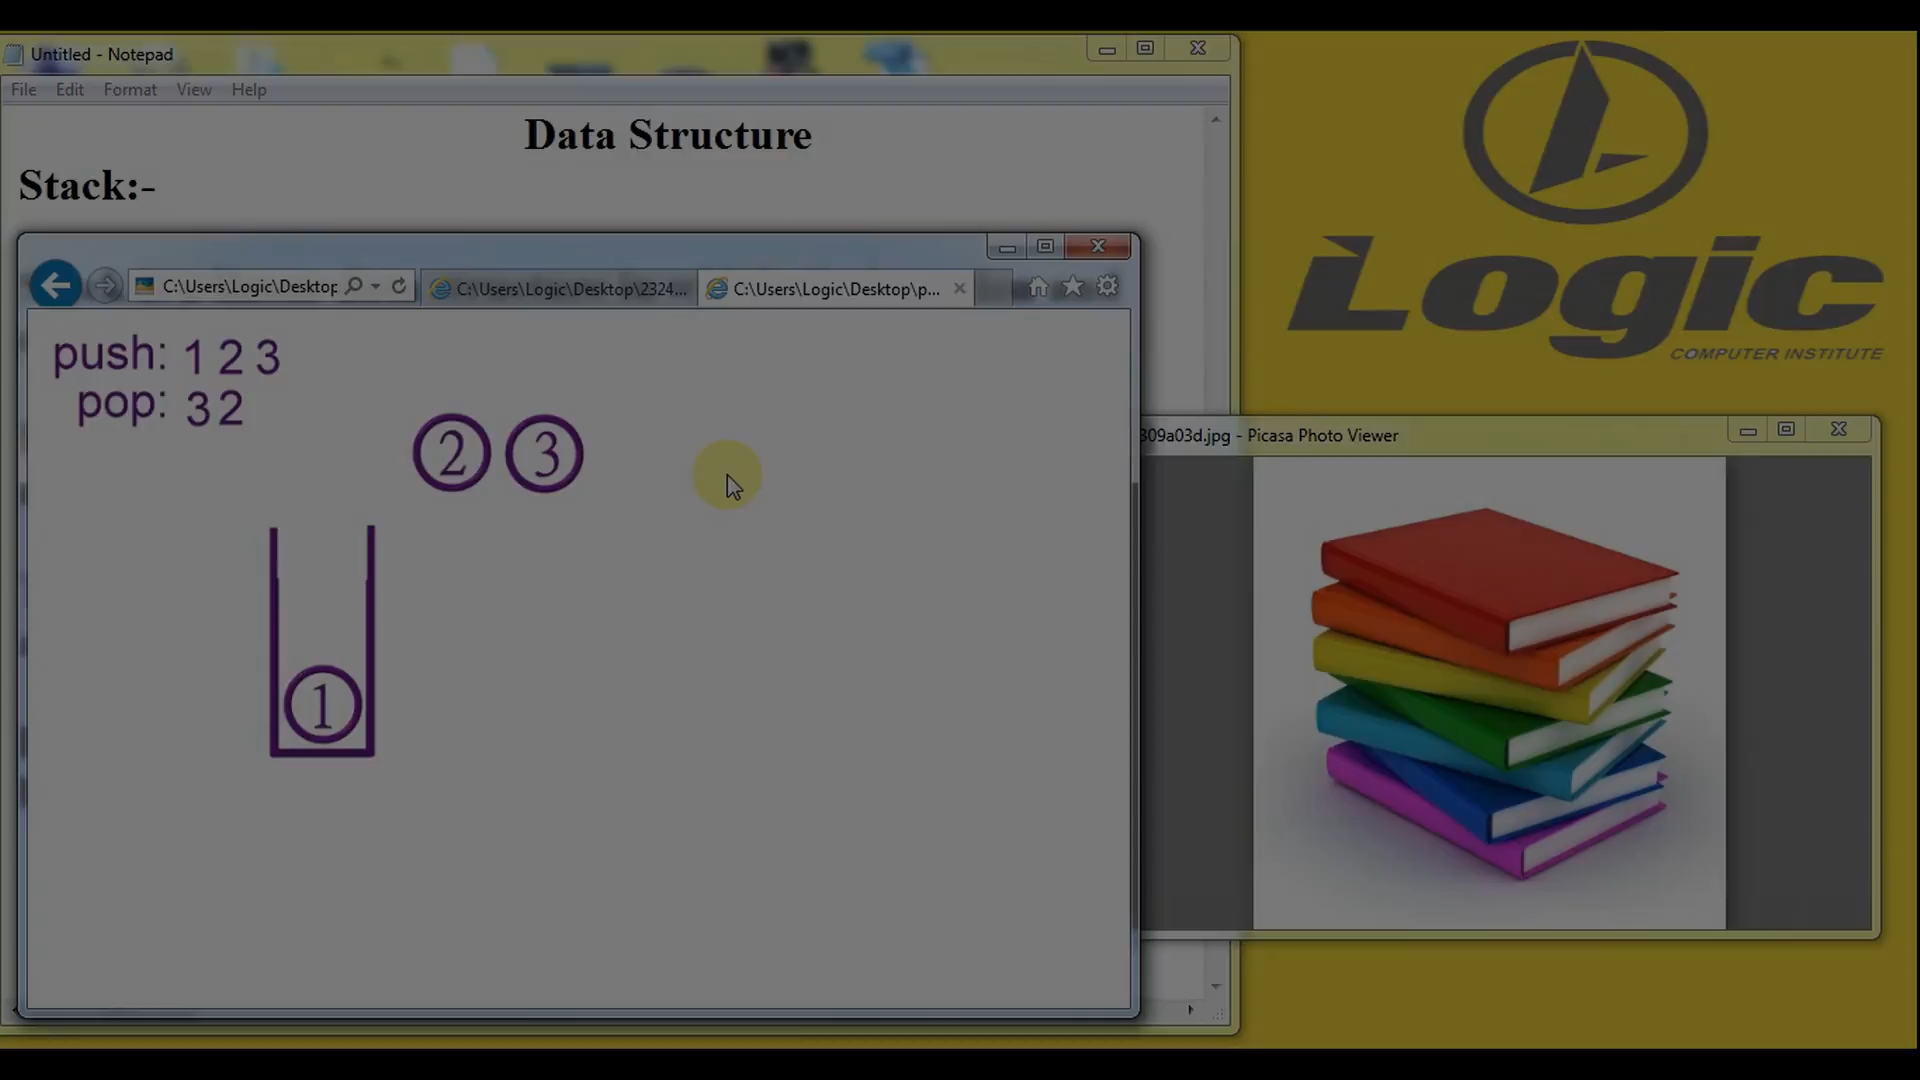 Untitled - Notepad
File Edit Format View Help
Data Structure
Stack:-
C:\Users\Logic\Desktop
C:\Users\Logic\Desktop\2324...
C:\Users\Logic\Desktop\p...
push: 1 2 3
pop: 3 2
2 3
1
Logic
COMPUTER INSTITUTE
309a03d.jpg - Picasa Photo Viewer